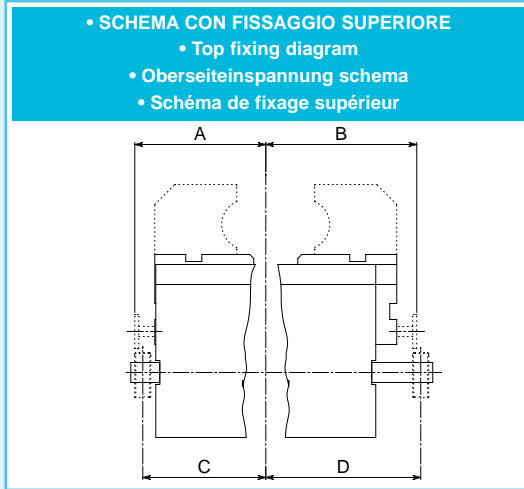 • SCHEMA CON FISSAGGIO SUPERIORE
• Top fixing diagram
• Oberseiteinspannung schema
• Schéma de fixage supérieur
A B
C D